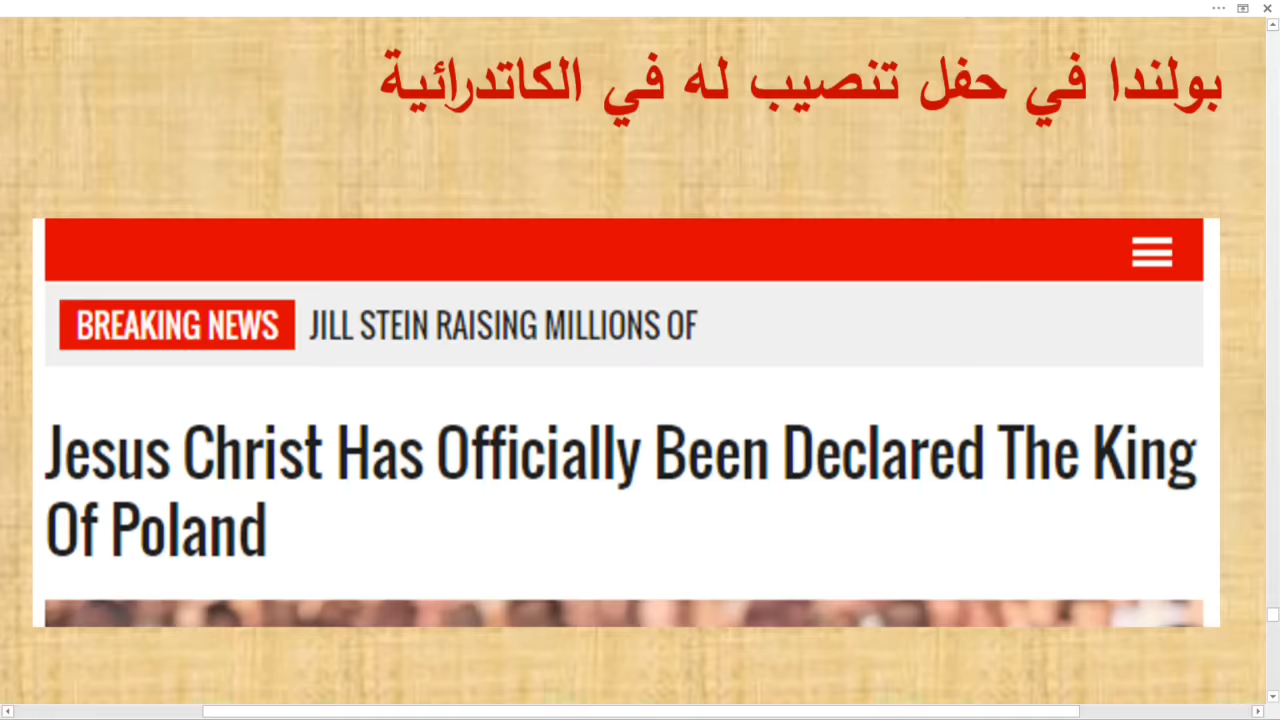 بولندا في حفل تنصيب له في الكاتدرائية
BREAKING NEWS JILL STEIN RAISING MILLIONS OF
Jesus Christ Has Officially Been Declared The King
Of Poland